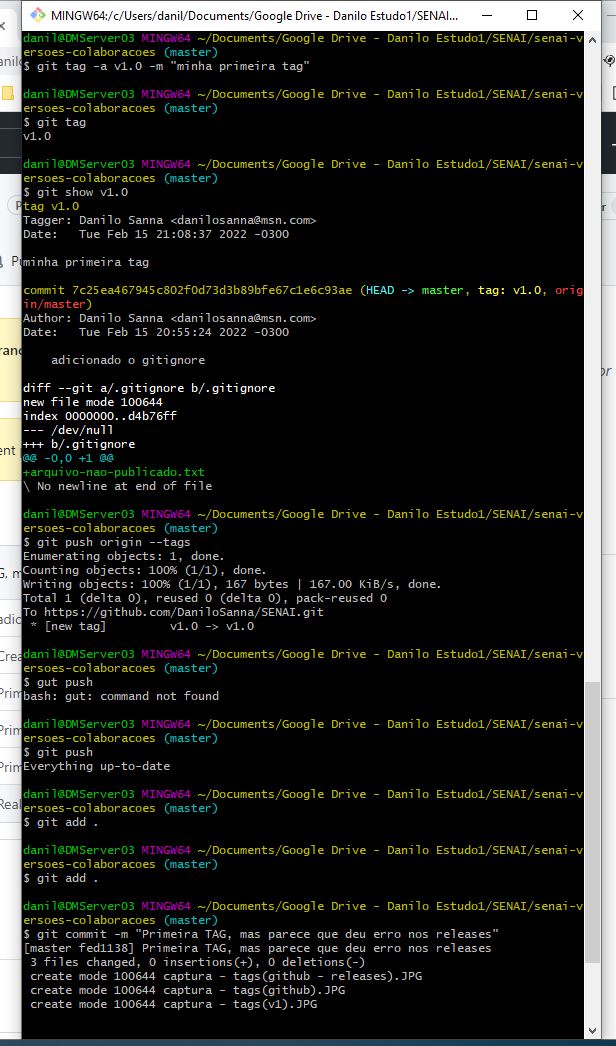 MINGW64:/c/Users/danil/Documents/Google Drive - Danilo Estudo1/SENAI...
danil@DMServer03 MINGW64 ~/Documents/Google Drive - Danilo Estudo1/SENAI/senai-v
ersoes-colaboracoes (master)
$ git tag -a v1.0 -m "minha primeira tag"
danil@DMServer03 MINGW64 ~/Documents/Google Drive - Danilo Estudo1/SENAI/senai-v
ersoes-colaboracoes (master)
$ git tag
v1.0
danil@DMServer03 MINGW64 ~/Documents/Google Drive - Danilo Estudo1/SENAI/senai-v
ersoes-colaboracoes (master)
$ git show v1.0
tag v1.0
Tagger: Danilo Sanna <danilosanna@msn.com>
Date:   Tue Feb 15 21:08:37 2022 -0300
minha primeira tag
commit 7c25ea467945c802f0d73d3b89bfe67c1e6c93ae (HEAD -> master, tag: v1.0, orig
in/master)
Author: Danilo Sanna <danilosanna@msn.com>
Date:   Tue Feb 15 20:55:24 2022 -0300
    adicionado o gitignore
diff --git a/.gitignore b/.gitignore
new file mode 100644
index 0000000..d4b76ff
--- /dev/null
+++ b/.gitignore
@@ -0,0 +1 @@
+arquivo-nao-publicado.txt
\ No newline at end of file
danil@DMServer03 MINGW64 ~/Documents/Google Drive - Danilo Estudo1/SENAI/senai-v
ersoes-colaboracoes (master)
$ git push origin --tags
Enumerating objects: 1, done.
Counting objects: 100% (1/1), done.
Writing objects: 100% (1/1), 167 bytes | 167.00 KiB/s, done.
Total 1 (delta 0), reused 0 (delta 0), pack-reused 0
To https://github.com/DaniloSanna/SENAI.git
 * [new tag]         v1.0 -> v1.0
danil@DMServer03 MINGW64 ~/Documents/Google Drive - Danilo Estudo1/SENAI/senai-v
ersoes-colaboracoes (master)
$ gut push
bash: gut: command not found
danil@DMServer03 MINGW64 ~/Documents/Google Drive - Danilo Estudo1/SENAI/senai-v
ersoes-colaboracoes (master)
$ git push
Everything up-to-date
danil@DMServer03 MINGW64 ~/Documents/Google Drive - Danilo Estudo1/SENAI/senai-v
ersoes-colaboracoes (master)
$ git add .
danil@DMServer03 MINGW64 ~/Documents/Google Drive - Danilo Estudo1/SENAI/senai-v
ersoes-colaboracoes (master)
$ git add .
danil@DMServer03 MINGW64 ~/Documents/Google Drive - Danilo Estudo1/SENAI/senai-v
ersoes-colaboracoes (master)
$ git commit -m "Primeira TAG, mas parece que deu erro nos releases"
[master fed1138] Primeira TAG, mas parece que deu erro nos releases
 3 files changed, 0 insertions(+), 0 deletions(-)
 create mode 100644 captura - tags(github - releases).JPG
 create mode 100644 captura - tags(github).JPG
 create mode 100644 captura - tags(v1).JPG